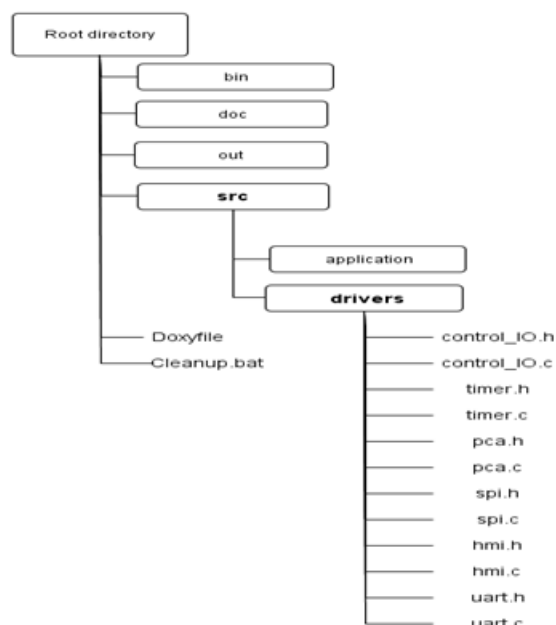 Root directory
bin
doc
out
src
application
drivers
Doxyfile
control_IO.h
Cleanup.bat
control_IO.c
timer.h
timer.c
pca.h
pca.c
spi.h
spi.c
hmi.h
hmi.c
uart.h
uart.c